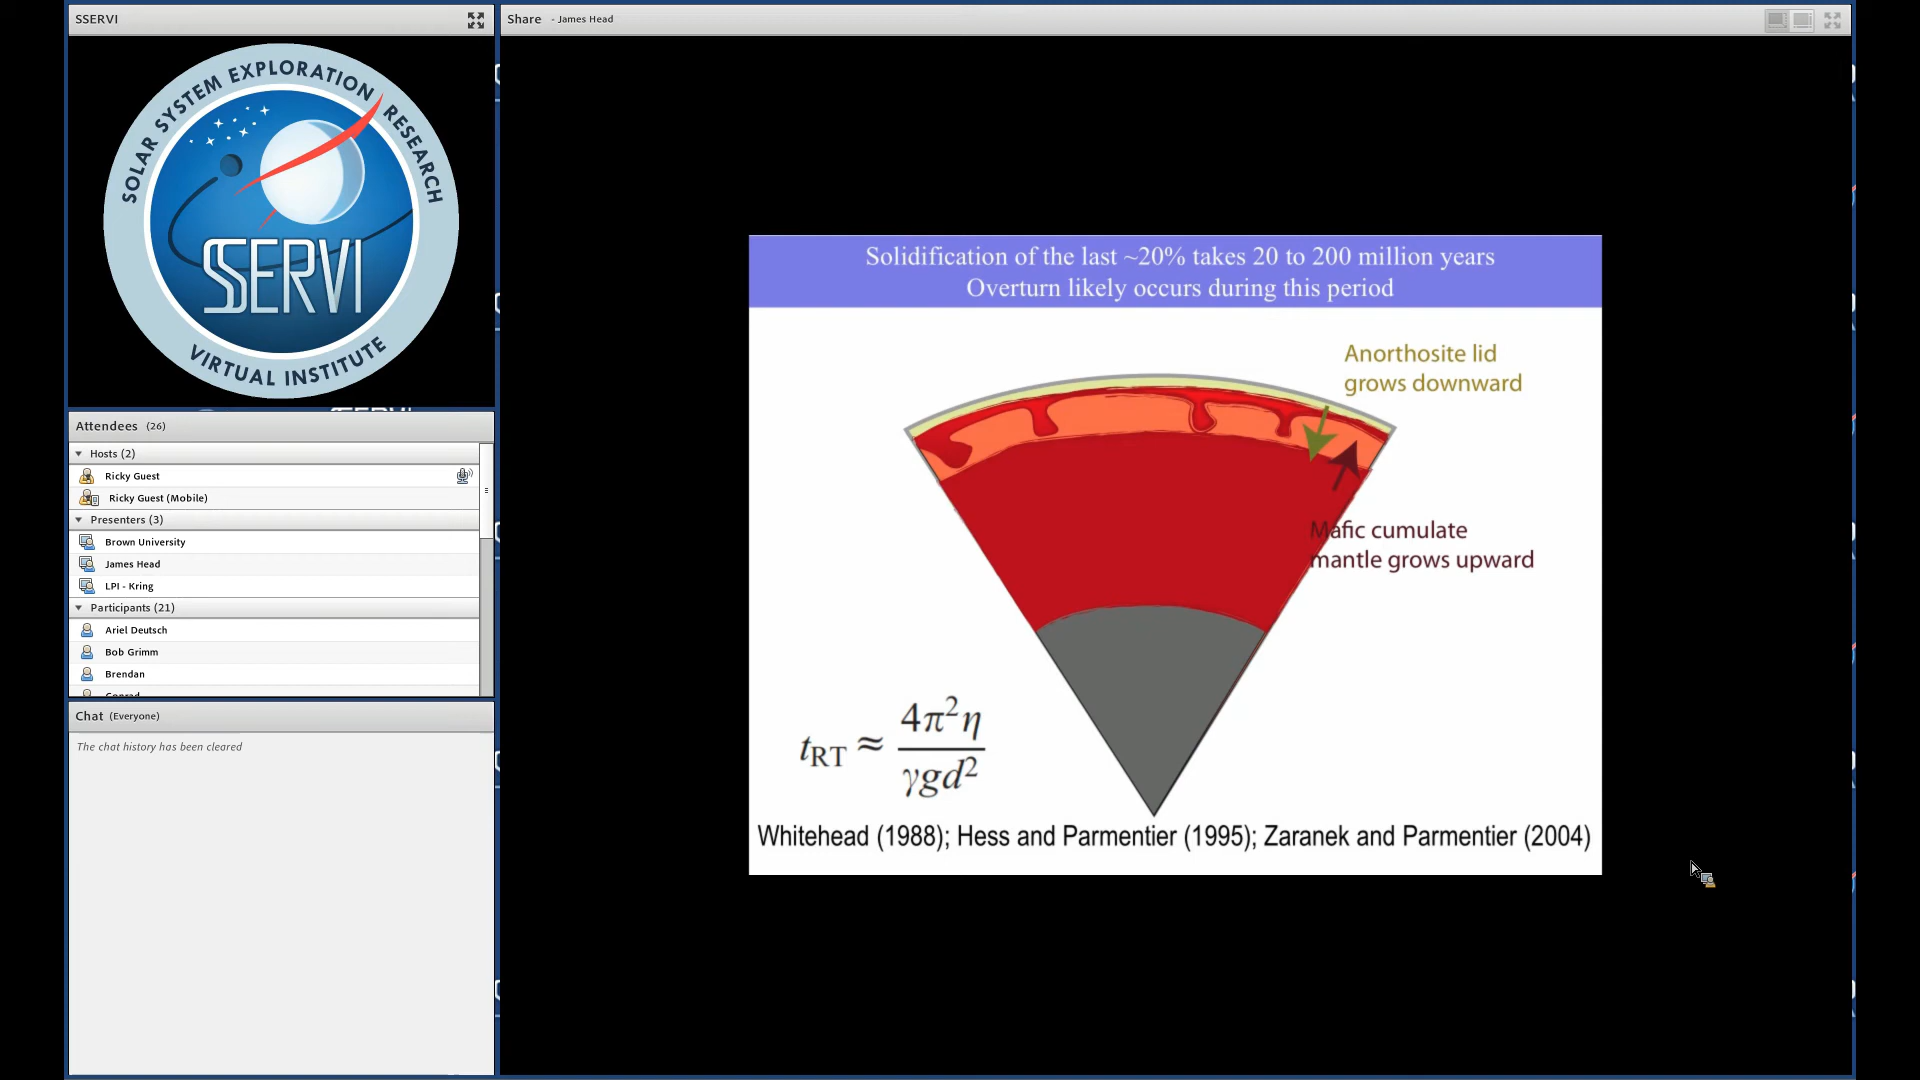 SSERVI
SOLAR SYSTEM EXPLORATION RESEARCH
SSERVI
VIRTUAL INSTITUTE
Attendees (26)
Hosts (2)
Ricky Guest
Ricky Guest (Mobile)
Presenters (3)
Brown University
James Head
LPI - Kring
Participants (21)
Ariel Deutsch
Bob Grimm
Brendan
Chat (Everyone)
The chat history has been cleared
Share - James Head
Solidification of the last ~20% takes 20 to 200 million years
Overturn likely occurs during this period
Anorthosite lid
grows downward
Mafic cumulate
mantle grows upward
t_RT ≈ 4π²η / γgd²
Whitehead (1988); Hess and Parmentier (1995); Zaranek and Parmentier (2004)